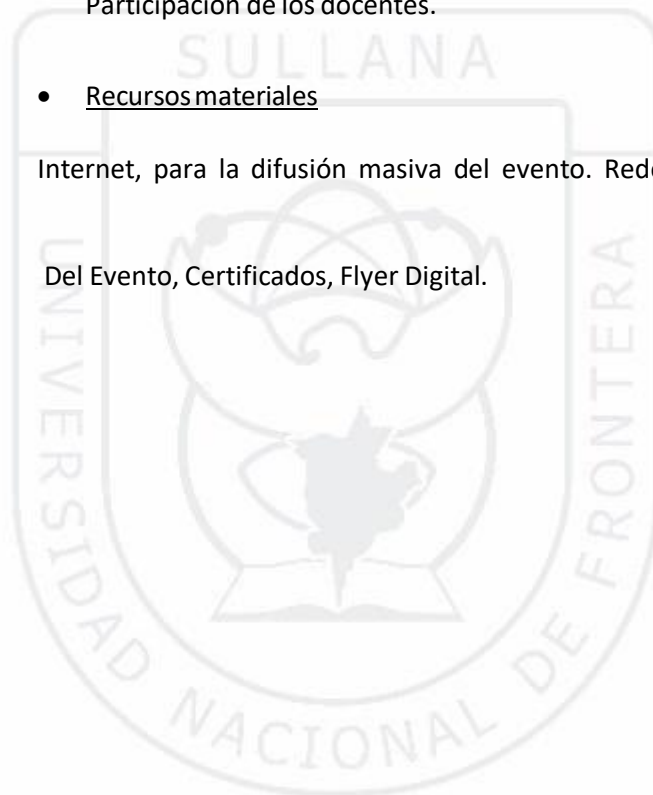 Participación de los docentes.
SULLANA
• Recursos materiales
Internet, para la difusión masiva del evento.
Del Evento, Certificados, Flyer Digital.
UNIVERSIDAD NACIONAL DE FRONTERA